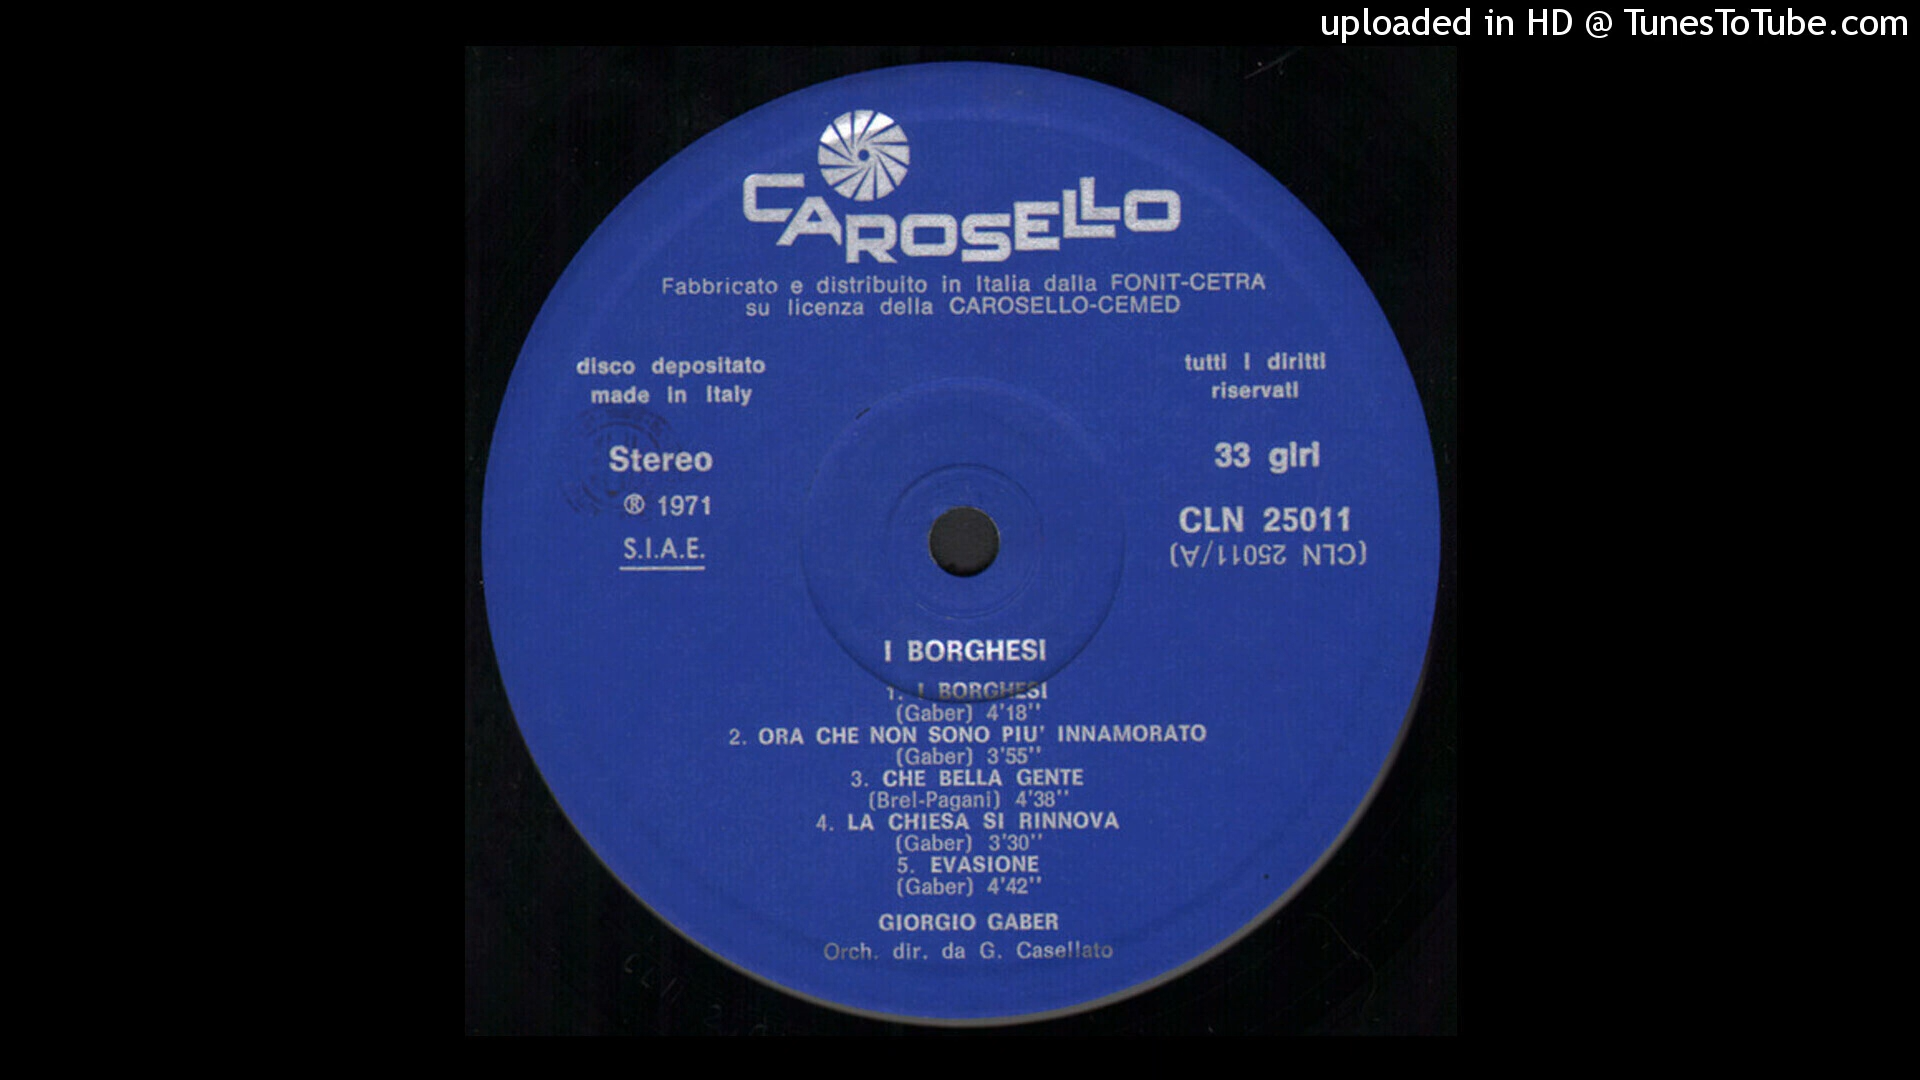 uploaded in HD @ TunesToTube.com
CAROSELLO
Fabbricato e distribuito in Italia dalla FONIT-CETRA
su licenza della CAROSELLO-CEMED
disco depositato
made in Italy
tutti i diritti
riservati
Stereo
® 1971
S.I.A.E.
33 giri
CLN 25011
(CLN 25011/A)
I BORGHESI
1. I BORGHESI
(Gaber) 4'18''
2. ORA CHE NON SONO PIU' INNAMORATO
(Gaber) 3'55''
3. CHE BELLA GENTE
(Brel-Pagani) 4'38''
4. LA CHIESA SI RINNOVA
(Gaber) 3'30''
5. EVASIONE
(Gaber) 4'42''
GIORGIO GABER
Orch. dir. da G. Casellato